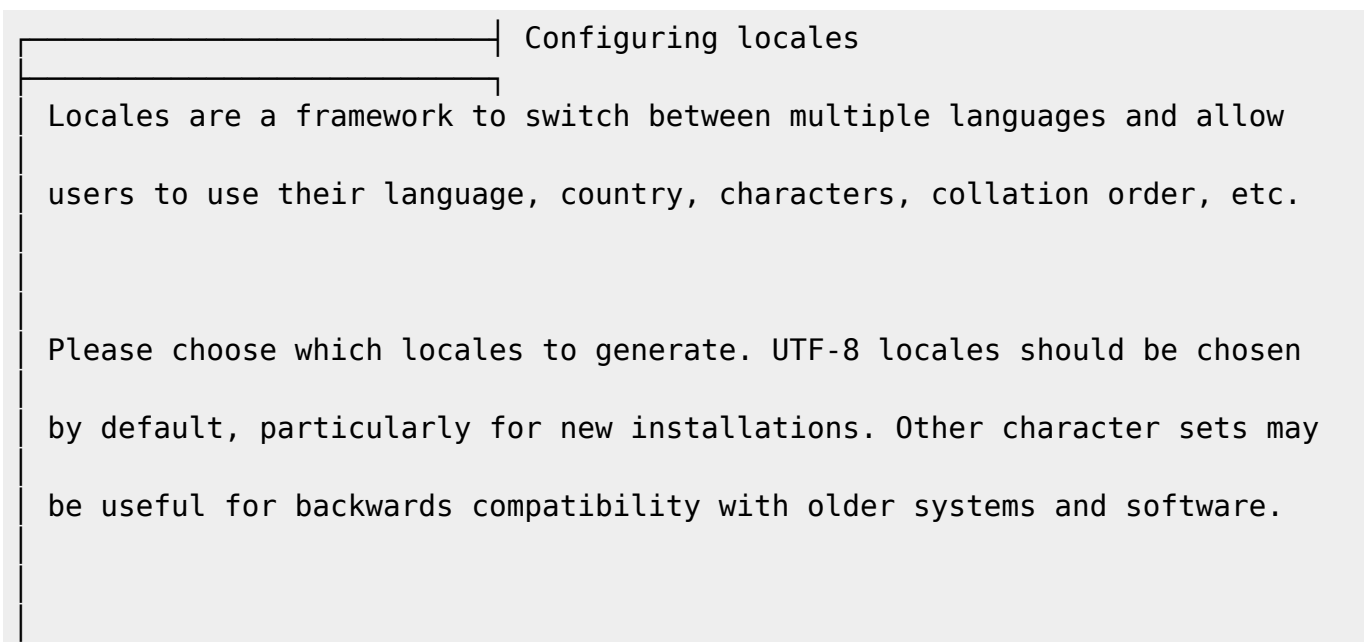 Configuring locales
Locales are a framework to switch between multiple languages and allow
users to use their language, country, characters, collation order, etc.
Please choose which locales to generate. UTF-8 locales should be chosen
by default, particularly for new installations. Other character sets may
be useful for backwards compatibility with older systems and software.